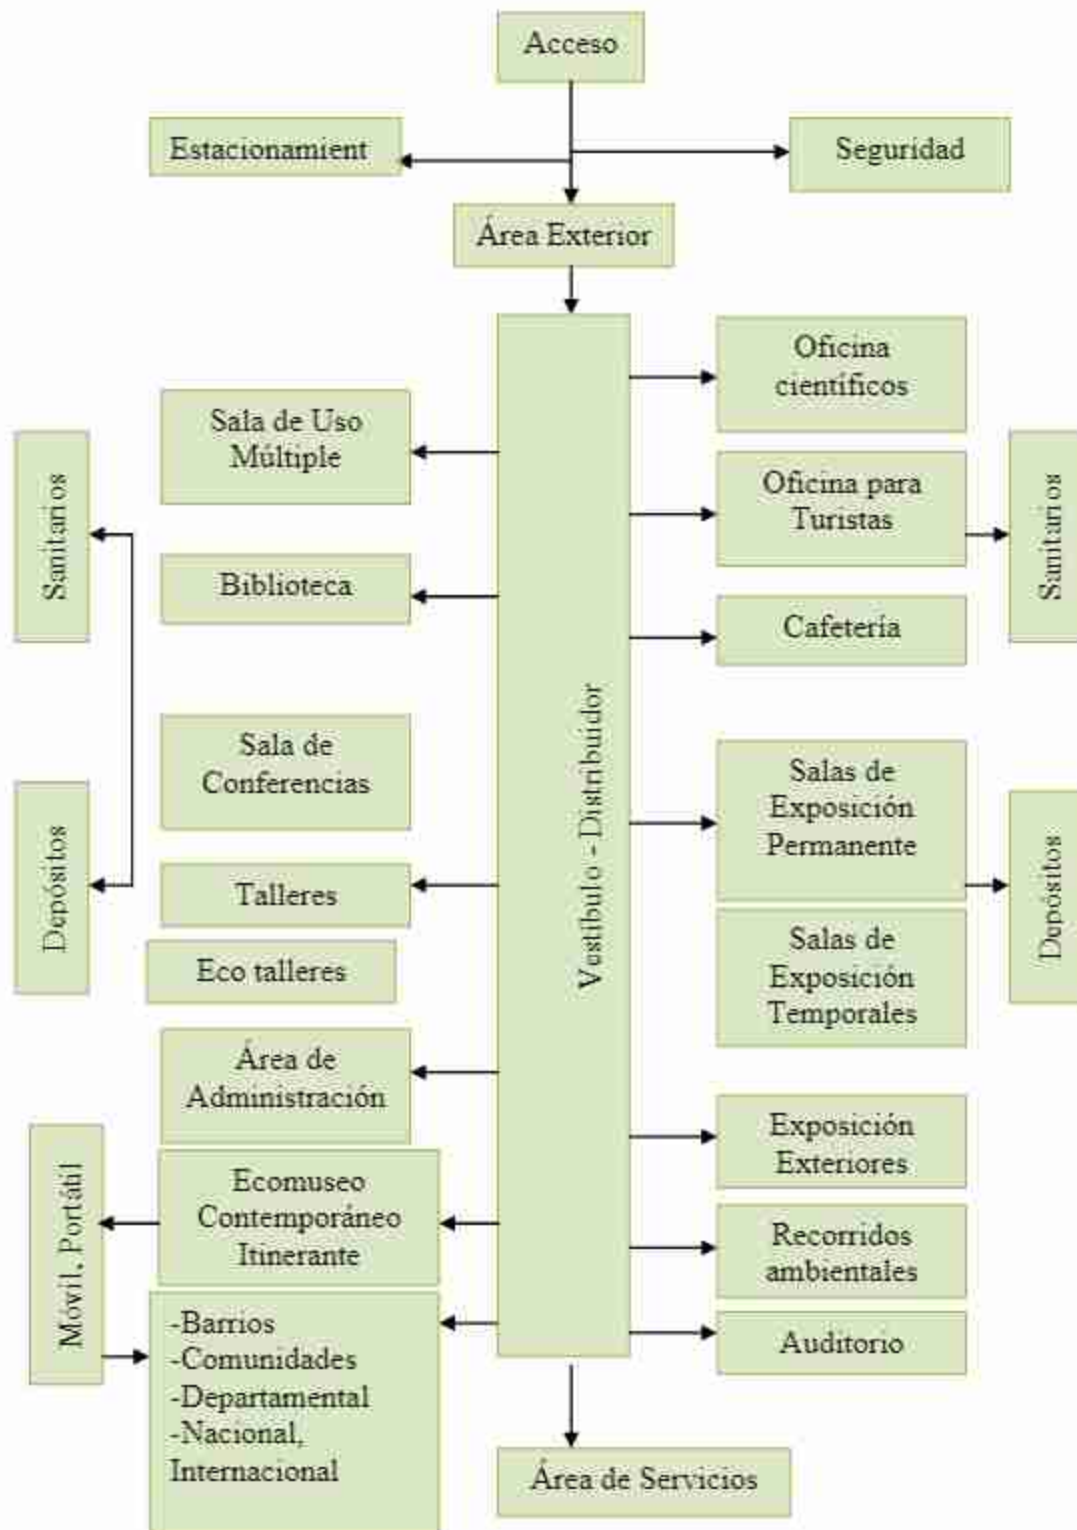 Acceso
Estacionamient
Seguridad
Área Exterior
Vestíbulo - Distribuidor
Sanitarios
Depósitos
Sala de Uso
Múltiple
Biblioteca
Sala de
Conferencias
Talleres
Eco talleres
Área de
Administración
Móvil, Portátil
Ecomuseo
Contemporáneo
Itinerante
-Barrios
-Comunidades
-Departamental
-Nacional,
Internacional
Oficina
científicos
Oficina para
Turistas
Cafetería
Sanitarios
Salas de
Exposición
Permanente
Salas de
Exposición
Temporales
Depósitos
Exposición
Exteriores
Recorridos
ambientales
Auditorio
Área de Servicios